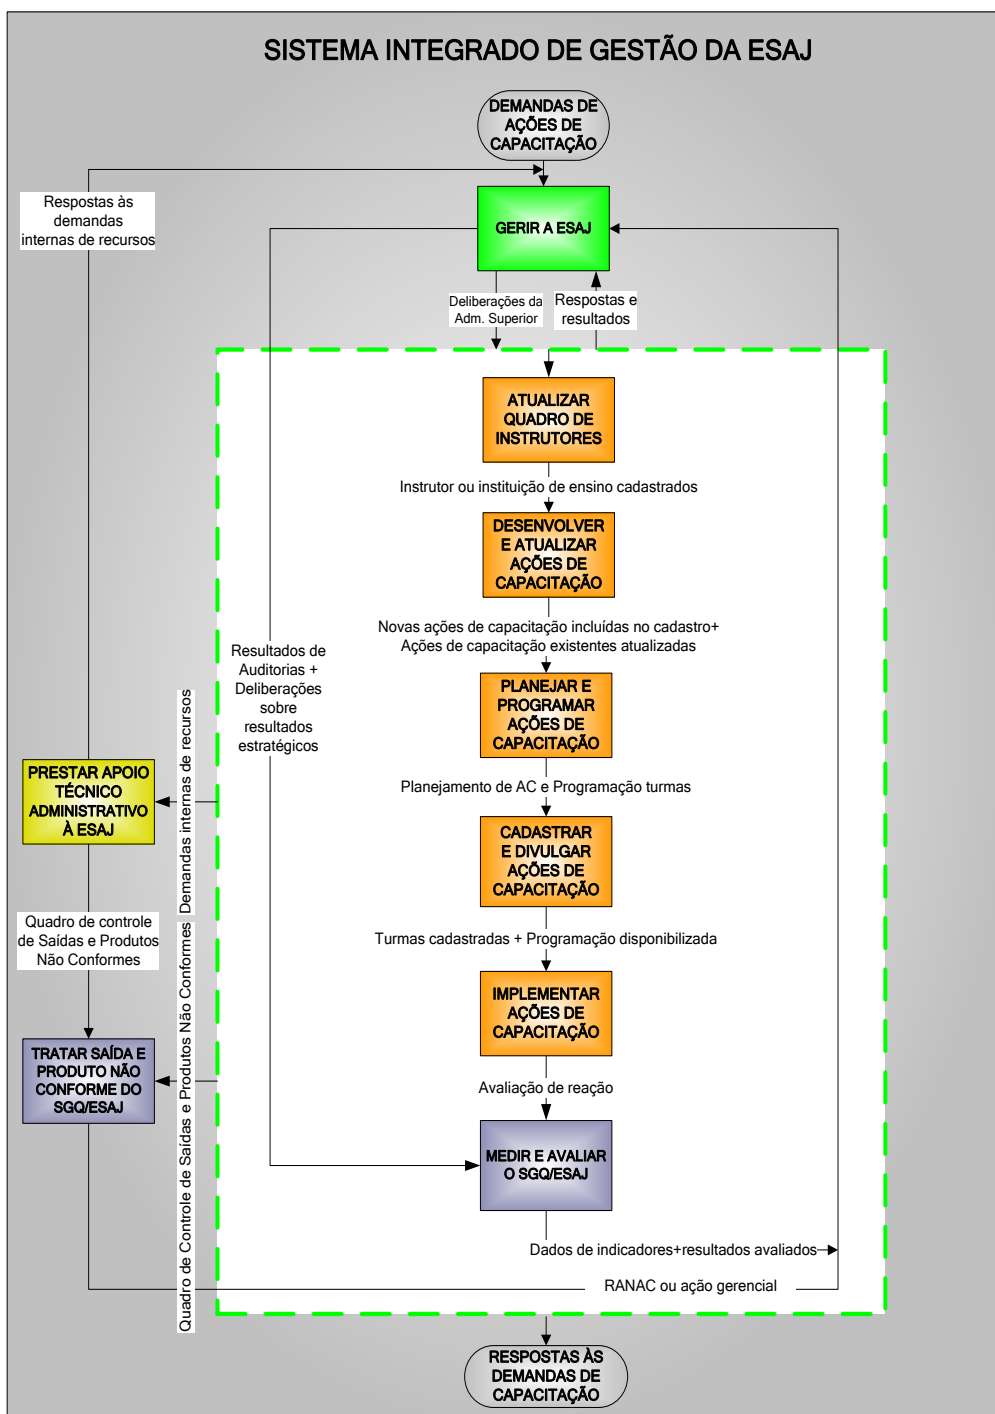 SISTEMA INTEGRADO DE GESTÃO DA ESAJ
DEMANDAS DE
AÇÕES DE
CAPACITAÇÃO
Respostas às
demandas
internas de recursos
GERIR A ESAJ
Deliberações da
Adm. Superior
Respostas e
resultados
ATUALIZAR
QUADRO DE
INSTRUTORES
Instrutor ou instituição de ensino cadastrados
DESENVOLVER
E ATUALIZAR
AÇÕES DE
CAPACITAÇÃO
Novas ações de capacitação incluídas no cadastro+
Ações de capacitação existentes atualizadas
Resultados de
Auditorias +
Deliberações
sobre
resultados
estratégicos
PLANEJAR E
PROGRAMAR
AÇÕES DE
CAPACITAÇÃO
Demandas internas de recursos
PRESTAR APOIO
TÉCNICO
ADMINISTRATIVO
À ESAJ
Planejamento de AC e Programação turmas
CADASTRAR
E DIVULGAR
AÇÕES DE
CAPACITAÇÃO
Quadro de controle
de Saídas e Produtos
Não Conformes
Turmas cadastradas + Programação disponibilizada
Quadro de Controle de Saídas e Produtos Não Conformes
IMPLEMENTAR
AÇÕES DE
CAPACITAÇÃO
TRATAR SAÍDA E
PRODUTO NÃO
CONFORME DO
SGQ/ESAJ
Avaliação de reação
MEDIR E AVALIAR
O SGQ/ESAJ
Dados de indicadores+resultados avaliados
RANAC ou ação gerencial
RESPOSTAS ÀS
DEMANDAS DE
CAPACITAÇÃO